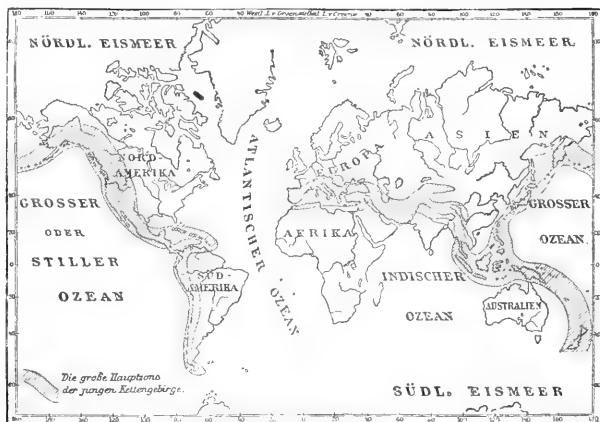 NÖRDL. EISMEER
NÖRDL. EISMEER.
ATLANTISCHER OZEAN
NORD-
AMERIKA
EUROPA
ASIEN
GROSSER
ODER
STILLER
OZEAN
AFRIKA
GROSSER
OZEAN.
SÜD-
AMERIKA
INDISCHER
OZEAN
AUSTRALIEN
Die große Hauptzone
der jungen Kettengebirge.
SÜDL. EISMEER